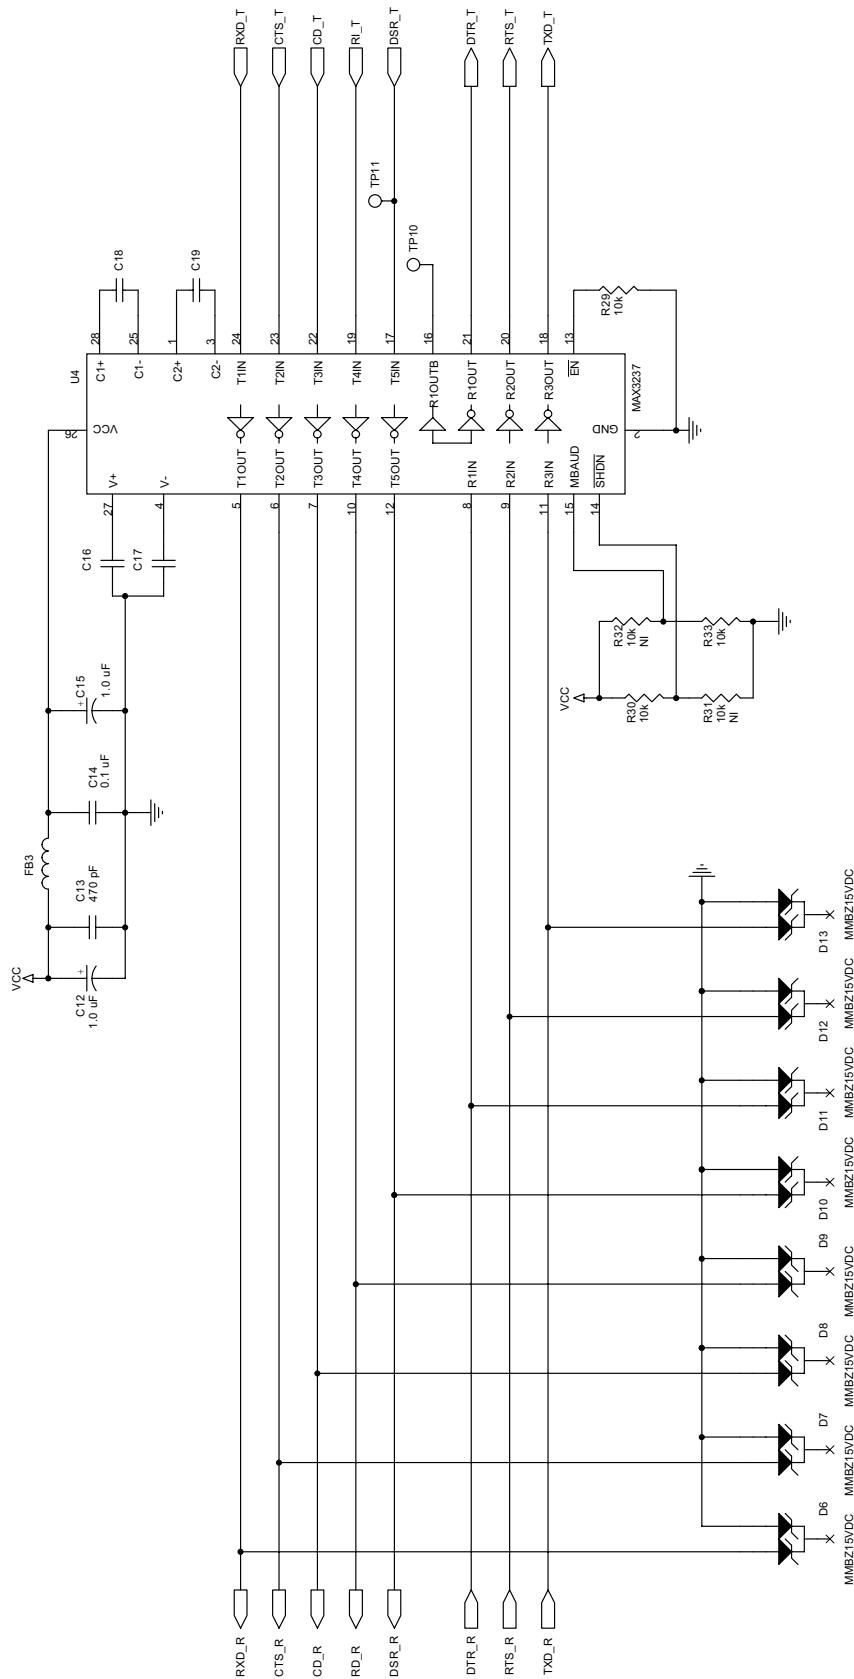 RXD_T
CTS_T
CD_T
RI_T
DSR_T
DTR_T
RTS_T
TXD_T
TP11
TP10
C18
C19
R29
10k
28
25
1
3
24
23
22
19
17
16
21
20
18
13
U4
C1+
C1-
C2+
C2-
T1IN
T2IN
T3IN
T4IN
T5IN
R1OUTB
R1OUT
R2OUT
R3OUT
EN
MAX3237
26
VCC
GND
2
V+
V-
T1OUT
T2OUT
T3OUT
T4OUT
T5OUT
R1IN
R2IN
R3IN
MBAUD
SHDN
27
4
5
6
7
10
12
8
9
11
15
14
C16
C17
R32
10k
NI
R33
10k
VCC
R30
10k
R31
10k
NI
+
C15
1.0 uF
C14
0.1 uF
FB3
C13
470 pF
VCC
+
C12
1.0 uF
D13
MMBZ15VDC
D12
MMBZ15VDC
D11
MMBZ15VDC
D10
MMBZ15VDC
D9
MMBZ15VDC
D8
MMBZ15VDC
D7
MMBZ15VDC
D6
MMBZ15VDC
RXD_R
CTS_R
CD_R
RD_R
DSR_R
DTR_R
RTS_R
TXD_R